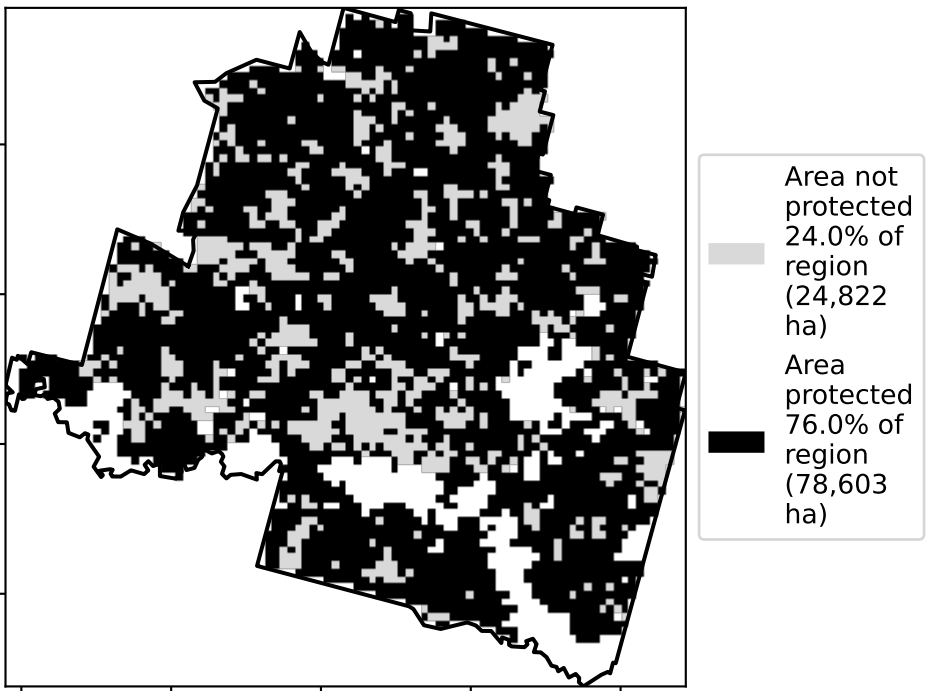 Area not
protected
24.0% of
region
(24,822
ha)
Area
protected
76.0% of
region
(78,603
ha)